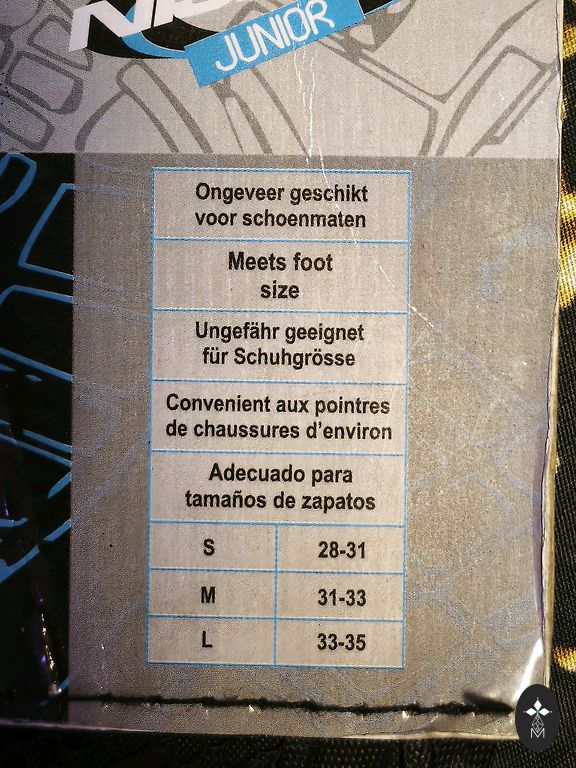 JUNIOR
Ongeveer geschikt
voor schoenmaten
Meets foot
size
Ungefähr geeignet
für Schuhgrösse
Convenient aux pointres
de chaussures d'environ
Adecuado para
tamaños de zapatos
S 28-31
M 31-33
L 33-35
M